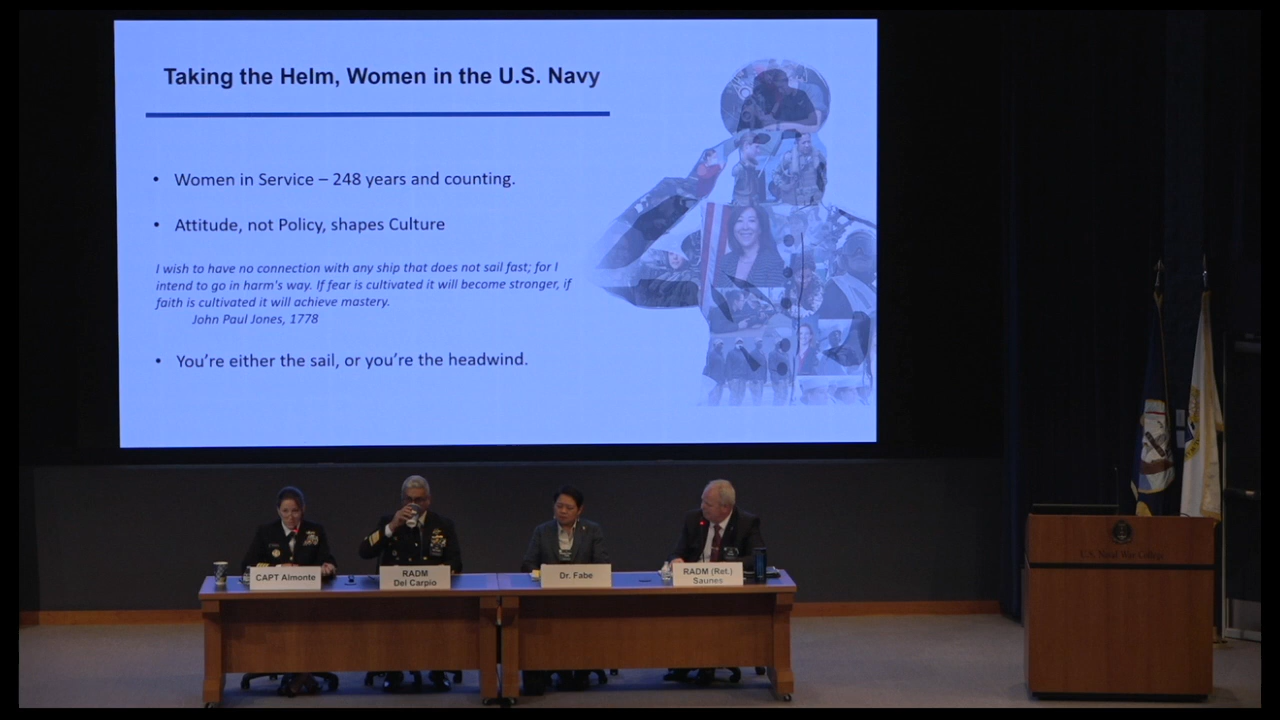 Taking the Helm, Women in the U.S. Navy
• Women in Service – 248 years and counting.
• Attitude, not Policy, shapes Culture
I wish to have no connection with any ship that does not sail fast; for I
intend to go in harm's way. If fear is cultivated it will become stronger, if
faith is cultivated it will achieve mastery.
John Paul Jones, 1778
• You're either the sail, or you're the headwind.
CAPT Almonte
RADM
Del Carpio
Dr. Fabe
RADM (Ret.)
Saunes
U.S. Naval War College